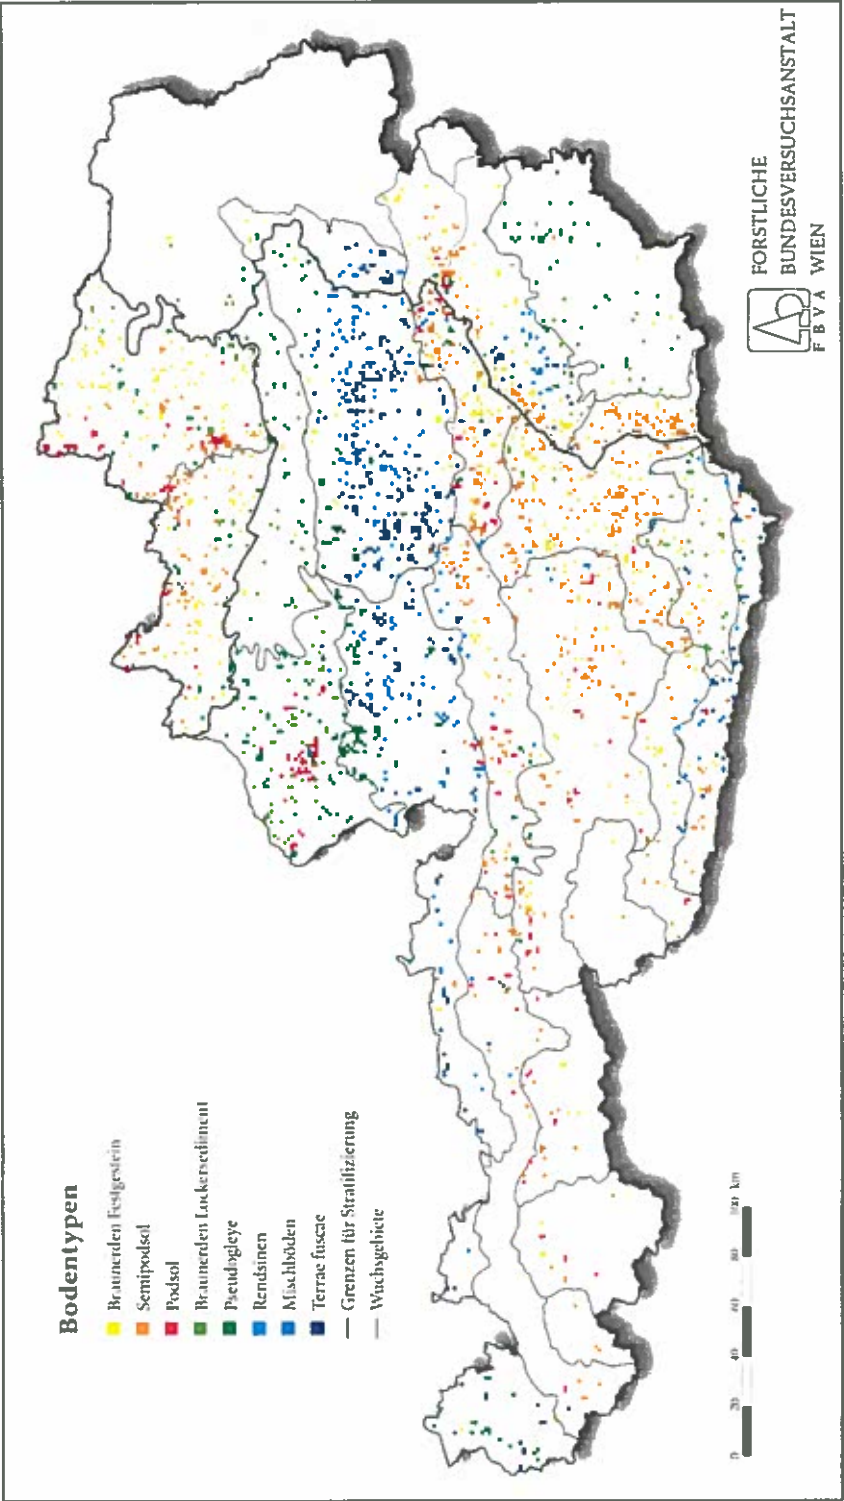 Bodentypen
Braunerden Festgestein
Semipodsol
Podsol
Braunerden Lockersediment
Pseudogleye
Rendsinen
Mischböden
Terrae fuscae
Grenzen für Stratifizierung
Wuchsgebiete
0 20 40 60 80 100 km
FORSTLICHE
BUNDESVERSUCHSANSTALT
FBVA WIEN